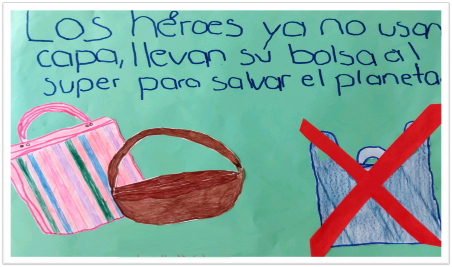 Los héroes ya no usan
capa, llevan su bolsa al
super para salvar el planeta.